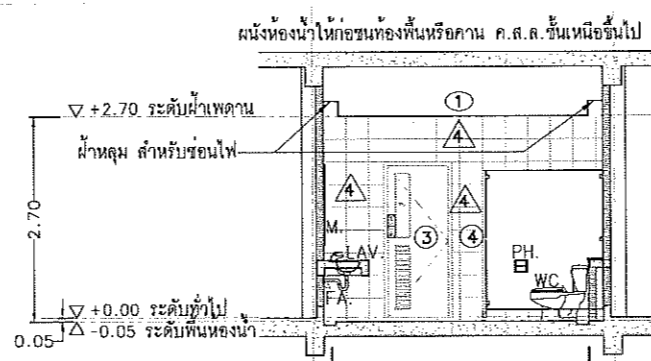 ผนังห้องน้ำให้ก่อชนท้องพื้นหรือคาน ค.ส.ล.ชั้นเหนือขึ้นไป
+2.70 ระดับฝ้าเพดาน
1
4
ฝ้าหลุม สำหรับซ่อนไฟ
4
4
2.70
M.
3
4
LAV.
PH.
WC.
F.A.
+0.00 ระดับทั่วไป
0.05
-0.05 ระดับพื้นห้องน้ำ